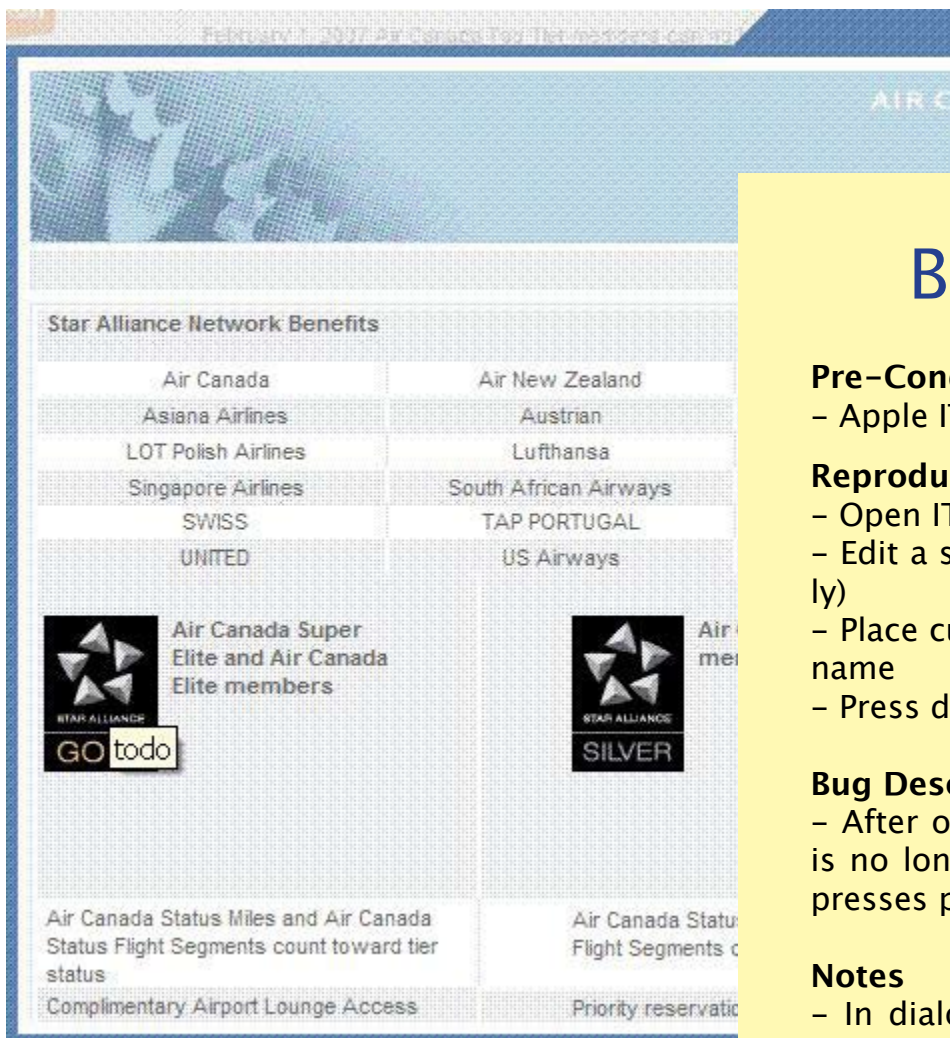 February 1, 2007 Air Canada Top Tier members can no
AIR C
Star Alliance Network Benefits
Air Canada Air New Zealand
Asiana Airlines Austrian
LOT Polish Airlines Lufthansa
Singapore Airlines South African Airways
SWISS TAP PORTUGAL
UNITED US Airways
Air Canada Super
Elite and Air Canada
Elite members
STAR ALLIANCE
GO todo
Air
mer
STAR ALLIANCE
SILVER
Air Canada Status Miles and Air Canada
Status Flight Segments count toward tier
status
Complimentary Airport Lounge Access
Air Canada Statu
Flight Segments c
Priority reservatio
B
Pre-Con
- Apple IT
Reprodu
- Open IT
- Edit a s
ly)
- Place cu
name
- Press d
Bug Desc
- After o
is no lon
presses p
Notes
- In dialo